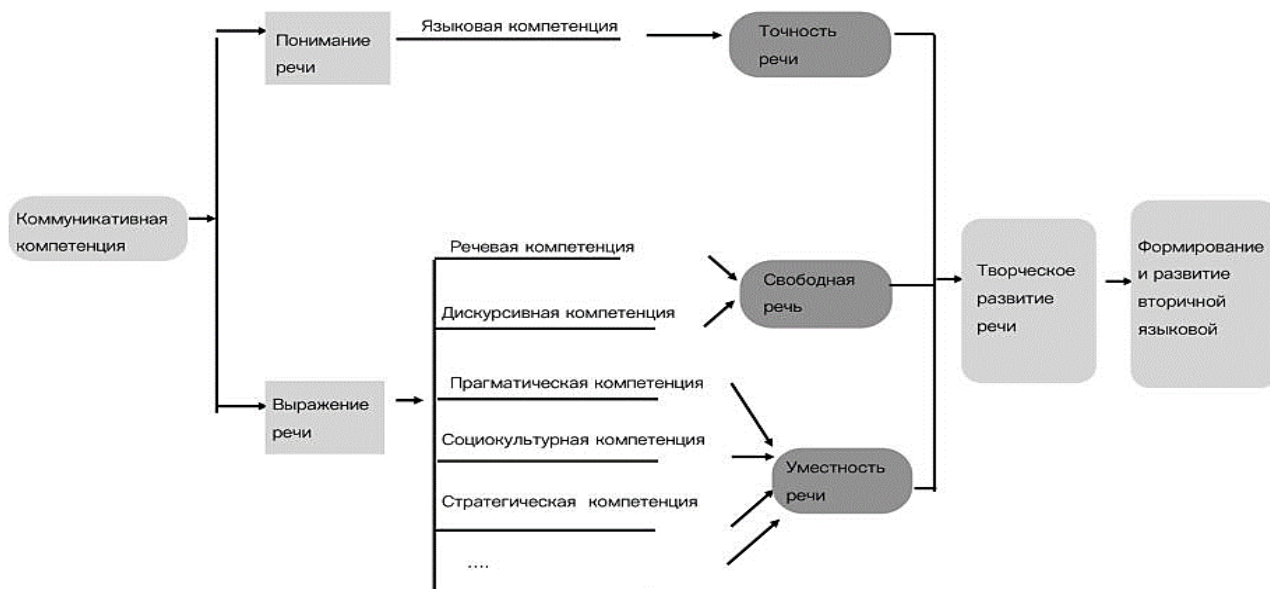 Понимание
речи
Языковая компетенция
Точность
речи
Коммуникативная
компетенция
Речевая компетенция
Дискурсивная компетенция
Свободная
речь
Творческое
развитие
речи
Формирование
и развитие
вторичной
языковой
Выражение
речи
Прагматическая компетенция
Социокультурная компетенция
Стратегическая компетенция
....
Уместность
речи